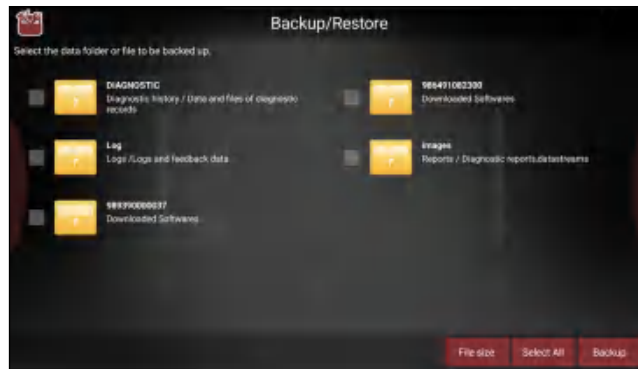 Backup/Restore
Select the data folder or file to be backed up.
DIAGNOSTIC
Diagnostic history / Data and files of diagnostic
records
986491082300
Downloaded Softwares
Log
Logs /Logs and feedback data
images
Reports / Diagnostic reports,datastreams
989390000037
Downloaded Softwares
File size
Select All
Backup